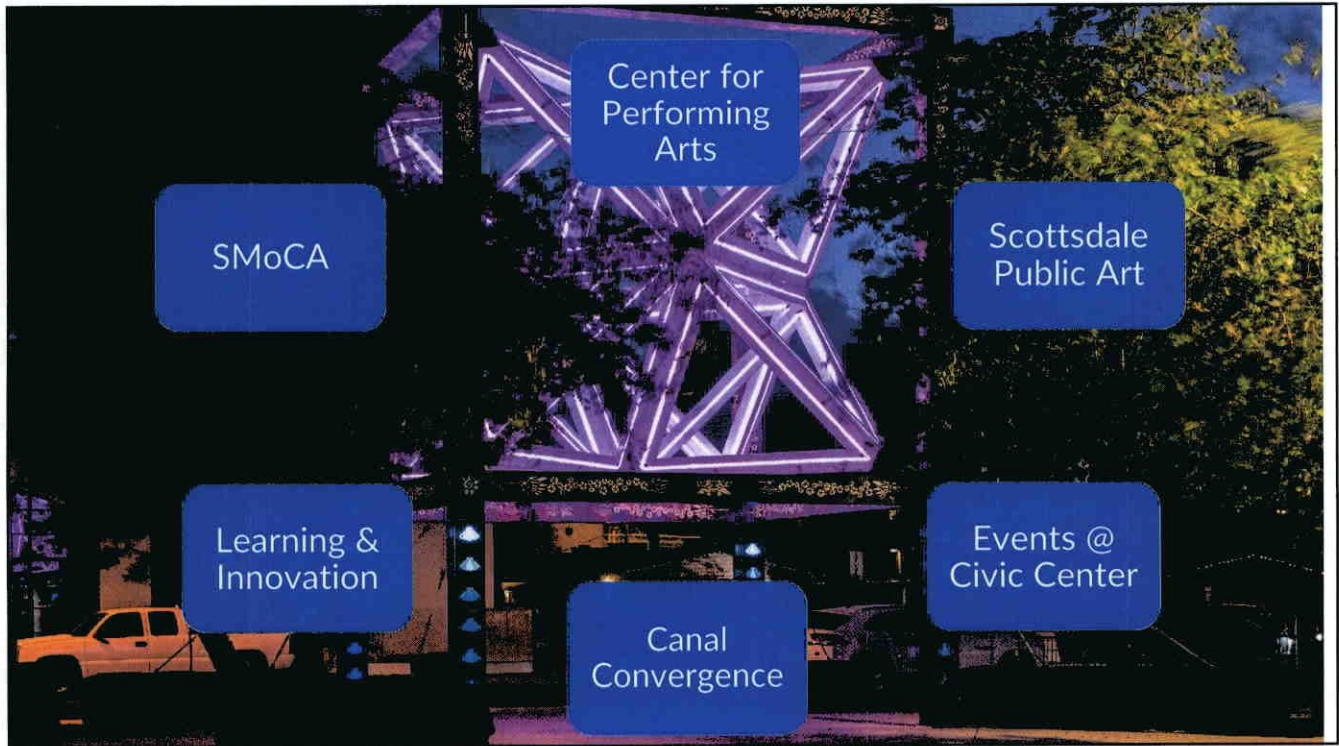 Center for
Performing
Arts
SMoCA
Scottsdale
Public Art
Learning &
Innovation
Events @
Civic Center
Canal
Convergence